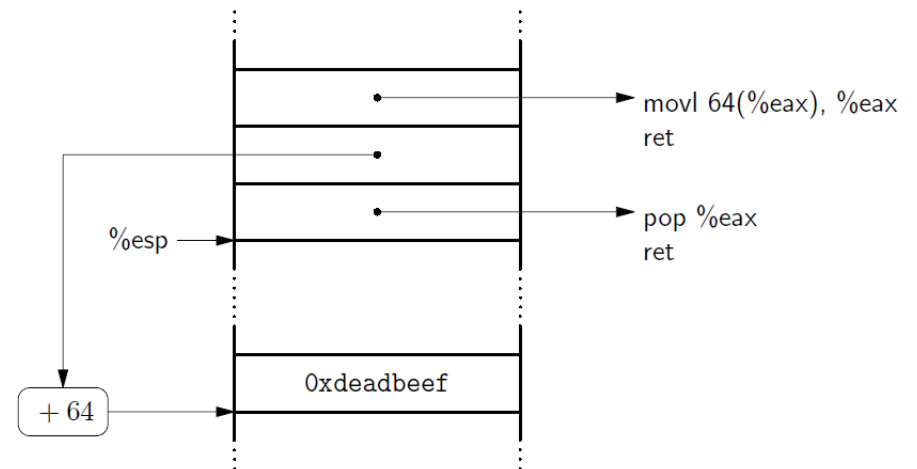 movl 64(%eax), %eax
ret
pop %eax
ret
%esp
0xdeadbeef
+ 64